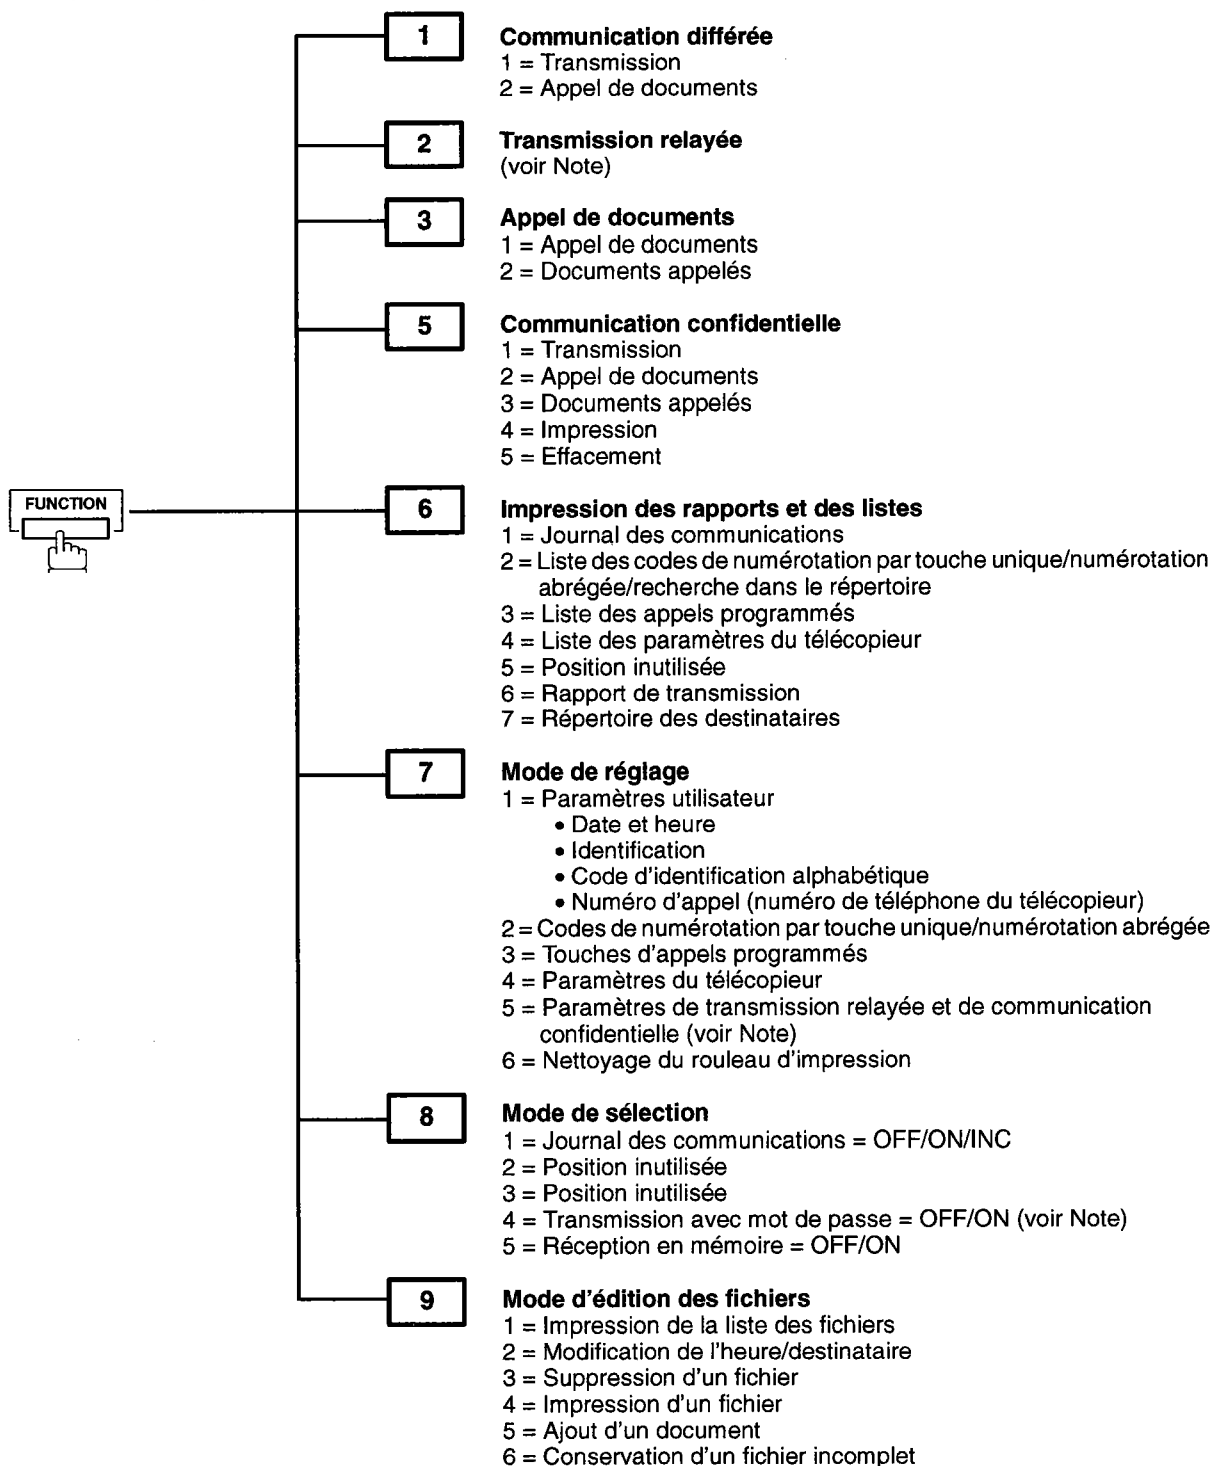 1 Communication différée
1 = Transmission
2 = Appel de documents
2 Transmission relayée
(voir Note)
3 Appel de documents
1 = Appel de documents
2 = Documents appelés
5 Communication confidentielle
1 = Transmission
2 = Appel de documents
3 = Documents appelés
4 = Impression
5 = Effacement
FUNCTION
6 Impression des rapports et des listes
1 = Journal des communications
2 = Liste des codes de numérotation par touche unique/numérotation
abrégée/recherche dans le répertoire
3 = Liste des appels programmés
4 = Liste des paramètres du télécopieur
5 = Position inutilisée
6 = Rapport de transmission
7 = Répertoire des destinataires
7 Mode de réglage
1 = Paramètres utilisateur
• Date et heure
• Identification
• Code d'identification alphabétique
• Numéro d'appel (numéro de téléphone du télécopieur)
2 = Codes de numérotation par touche unique/numérotation abrégée
3 = Touches d'appels programmés
4 = Paramètres du télécopieur
5 = Paramètres de transmission relayée et de communication
confidentielle (voir Note)
6 = Nettoyage du rouleau d'impression
8 Mode de sélection
1 = Journal des communications = OFF/ON/INC
2 = Position inutilisée
3 = Position inutilisée
4 = Transmission avec mot de passe = OFF/ON (voir Note)
5 = Réception en mémoire = OFF/ON
9 Mode d'édition des fichiers
1 = Impression de la liste des fichiers
2 = Modification de l'heure/destinataire
3 = Suppression d'un fichier
4 = Impression d'un fichier
5 = Ajout d'un document
6 = Conservation d'un fichier incomplet